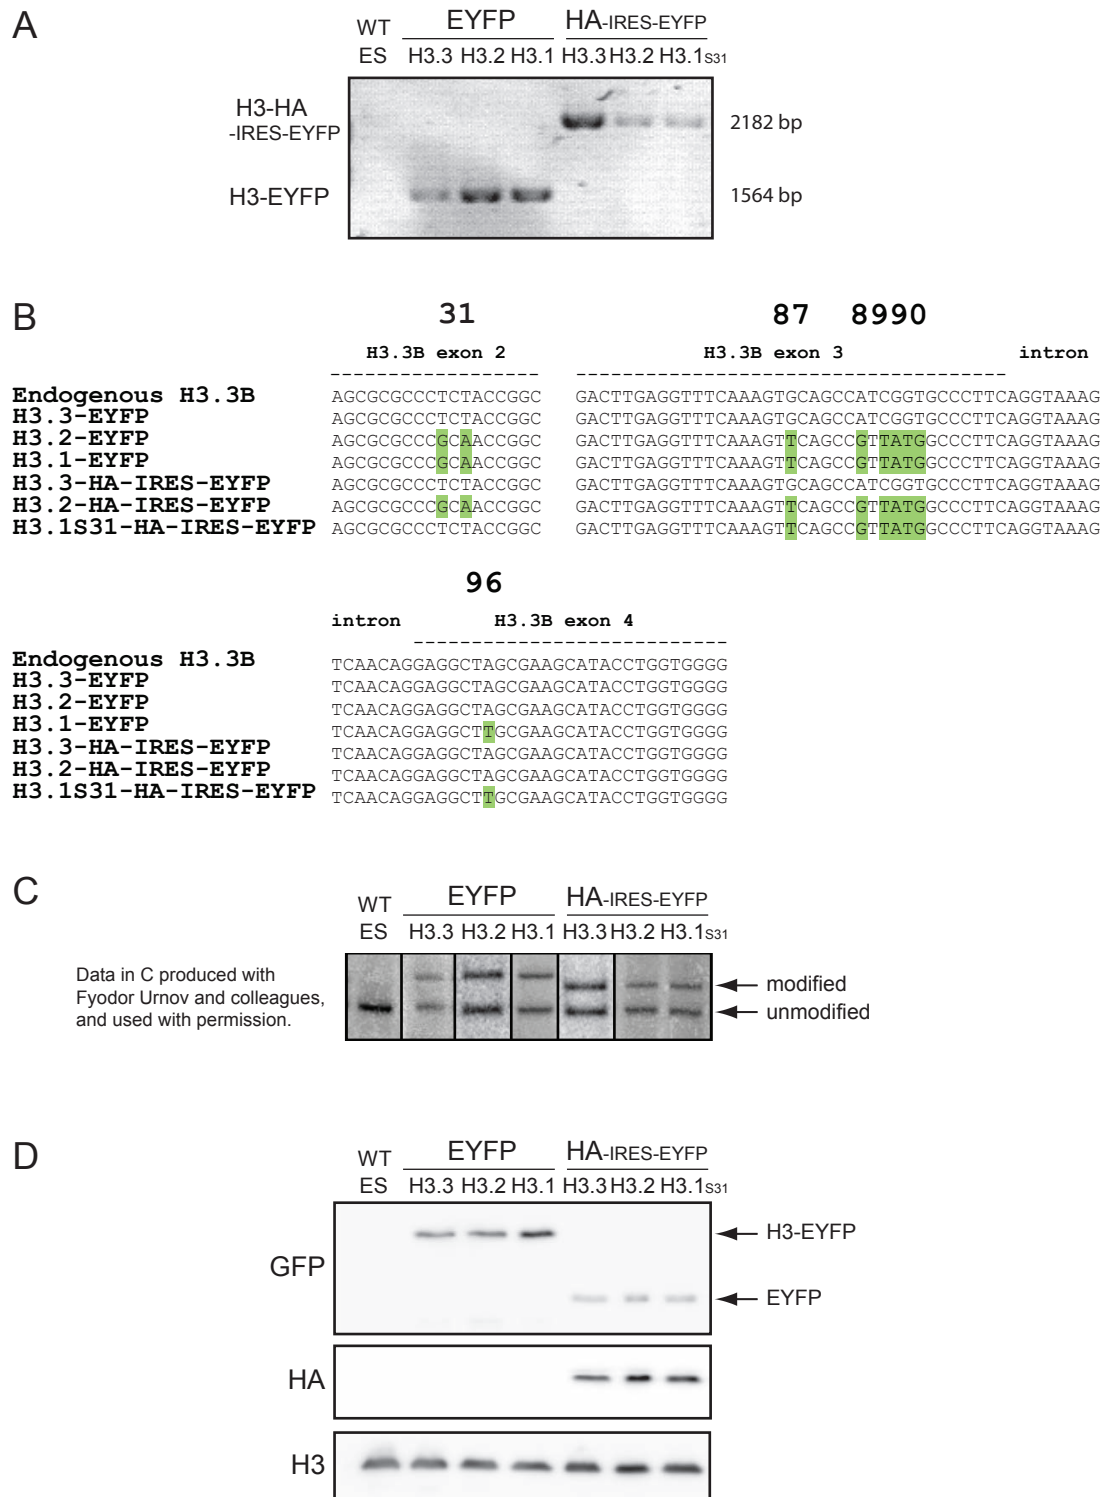 A
WT EYFP HA-IRES-EYFP
ES H3.3 H3.2 H3.1 H3.3 H3.2 H3.1S31
H3-HA
-IRES-EYFP
2182 bp
H3-EYFP
1564 bp
B
31 87 8990
H3.3B exon 2 H3.3B exon 3 intron
Endogenous H3.3B AGCGCGCCCTCTACCGGC GACTTGAGGTTTCAAAGTGCAGCCATCGGTGCCCTTCAGGTAAAG
H3.3-EYFP AGCGCGCCCTCTACCGGC GACTTGAGGTTTCAAAGTGCAGCCATCGGTGCCCTTCAGGTAAAG
H3.2-EYFP AGCGCGCCCGCAACCGGC GACTTGAGGTTTCAAAGTTCAGCCGTTATGGCCCTTCAGGTAAAG
H3.1-EYFP AGCGCGCCCGCAACCGGC GACTTGAGGTTTCAAAGTTCAGCCGTTATGGCCCTTCAGGTAAAG
H3.3-HA-IRES-EYFP AGCGCGCCCTCTACCGGC GACTTGAGGTTTCAAAGTGCAGCCATCGGTGCCCTTCAGGTAAAG
H3.2-HA-IRES-EYFP AGCGCGCCCGCAACCGGC GACTTGAGGTTTCAAAGTTCAGCCGTTATGGCCCTTCAGGTAAAG
H3.1S31-HA-IRES-EYFP AGCGCGCCCTCTACCGGC GACTTGAGGTTTCAAAGTTCAGCCGTTATGGCCCTTCAGGTAAAG
96
intron H3.3B exon 4
Endogenous H3.3B TCAACAGGAGGCTAGCGAAGCATACCTGGTGGGG
H3.3-EYFP TCAACAGGAGGCTAGCGAAGCATACCTGGTGGGG
H3.2-EYFP TCAACAGGAGGCTAGCGAAGCATACCTGGTGGGG
H3.1-EYFP TCAACAGGAGGCTTGCGAAGCATACCTGGTGGGG
H3.3-HA-IRES-EYFP TCAACAGGAGGCTAGCGAAGCATACCTGGTGGGG
H3.2-HA-IRES-EYFP TCAACAGGAGGCTAGCGAAGCATACCTGGTGGGG
H3.1S31-HA-IRES-EYFP TCAACAGGAGGCTTGCGAAGCATACCTGGTGGGG
C
WT EYFP HA-IRES-EYFP
ES H3.3 H3.2 H3.1 H3.3 H3.2 H3.1S31
Data in C produced with
Fyodor Urnov and colleagues,
and used with permission.
modified
unmodified
D
WT EYFP HA-IRES-EYFP
ES H3.3 H3.2 H3.1 H3.3 H3.2 H3.1S31
GFP
H3-EYFP
EYFP
HA
H3